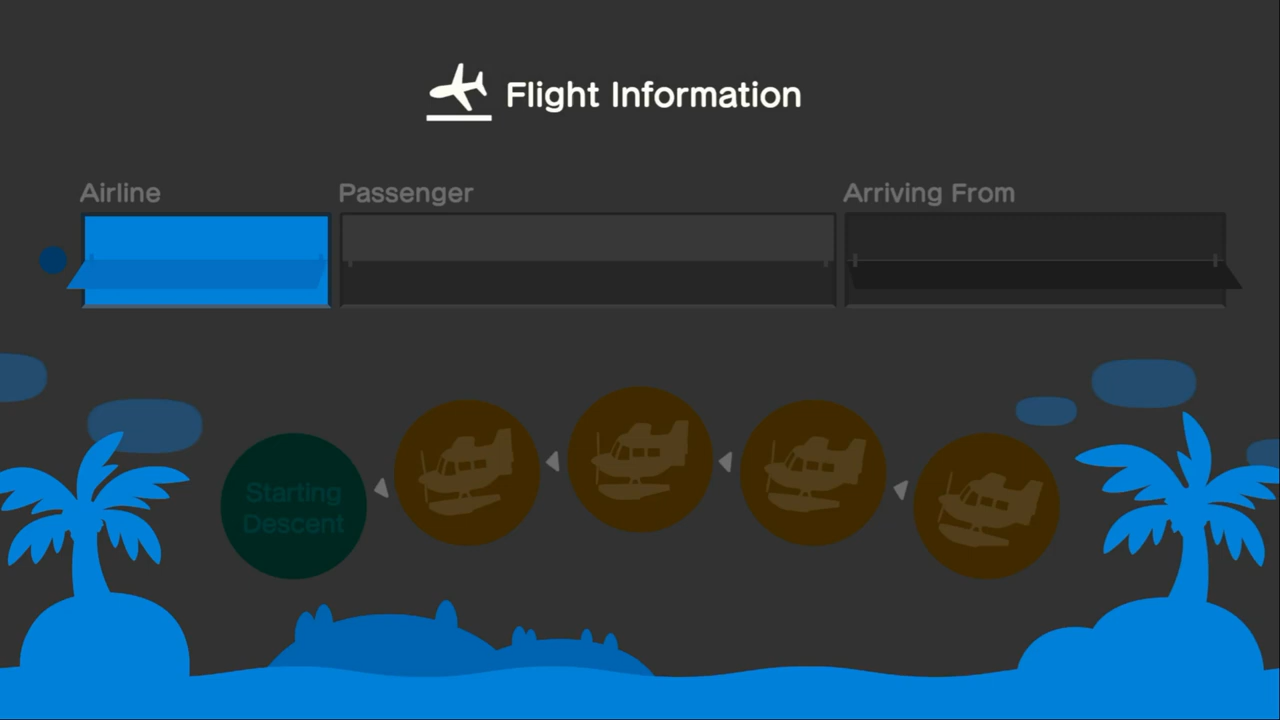 Flight Information
Airline
Passenger
Arriving From
Starting
Descent